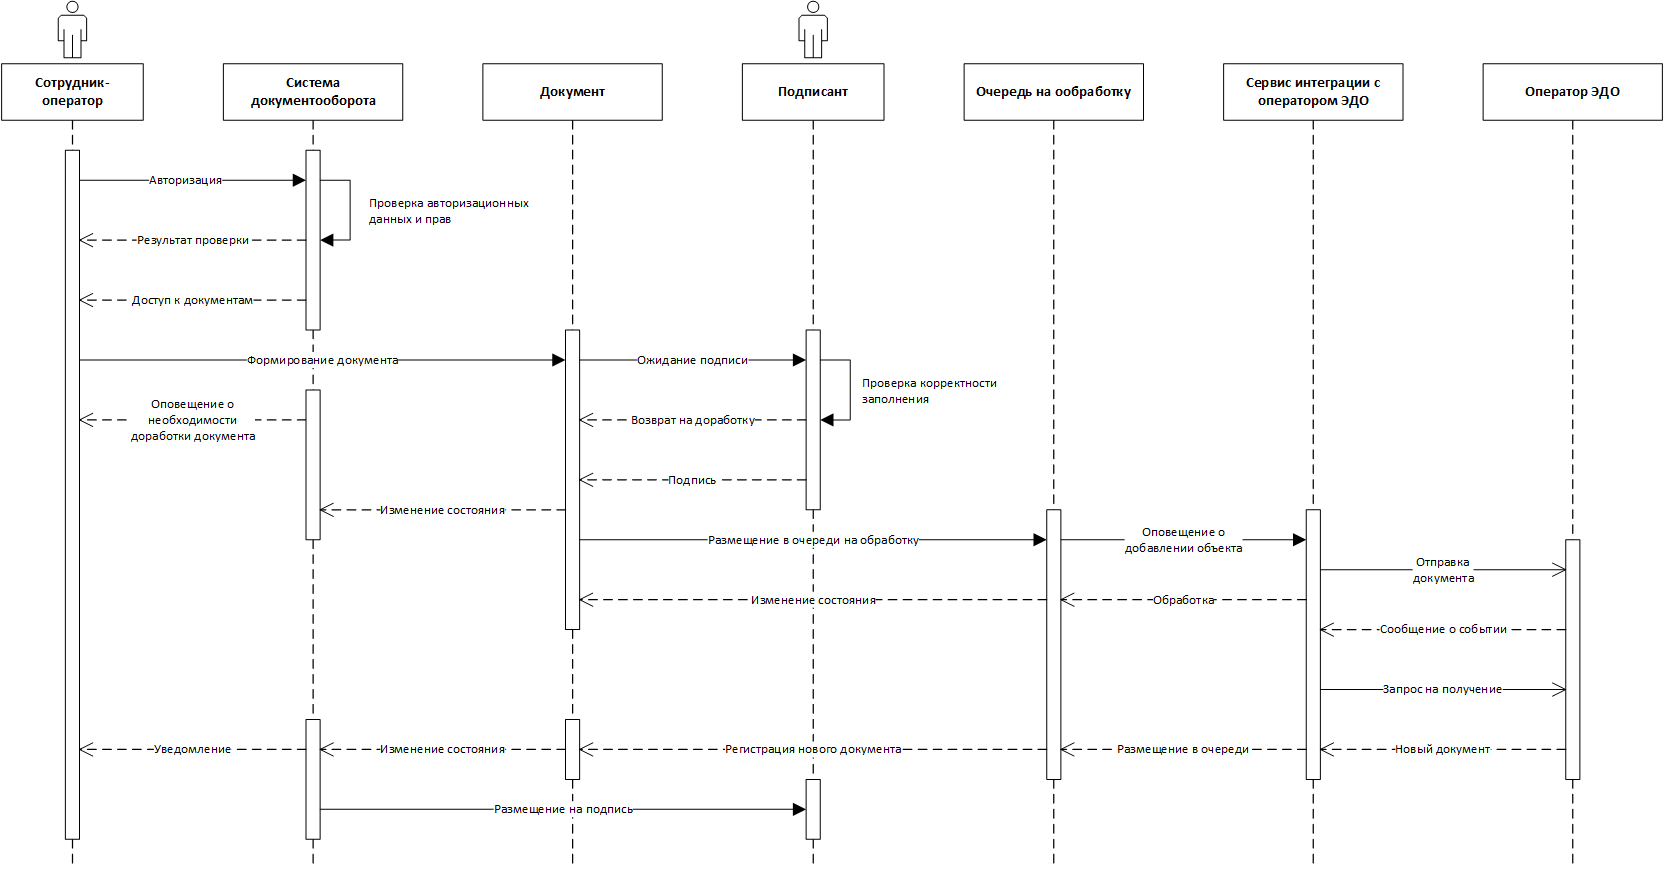 Сотрудник-
оператор
Система
документооборота
Документ
Подписант
Очередь на ообработку
Сервис интеграции с
оператором ЭДО
Оператор ЭДО
Авторизация
Проверка авторизационных
данных и прав
Результат проверки
Доступ к документам
Формирование документа
Ожидание подписи
Проверка корректности
заполнения
Оповещение о
необходимости
доработки документа
Возврат на доработку
Подпись
Изменение состояния
Размещение в очереди на обработку
Оповещение о
добавлении объекта
Отправка
документа
Изменение состояния
Обработка
Сообщение о событии
Запрос на получение
Уведомление
Изменение состояния
Регистрация нового документа
Размещение в очереди
Новый документ
Размещение на подпись